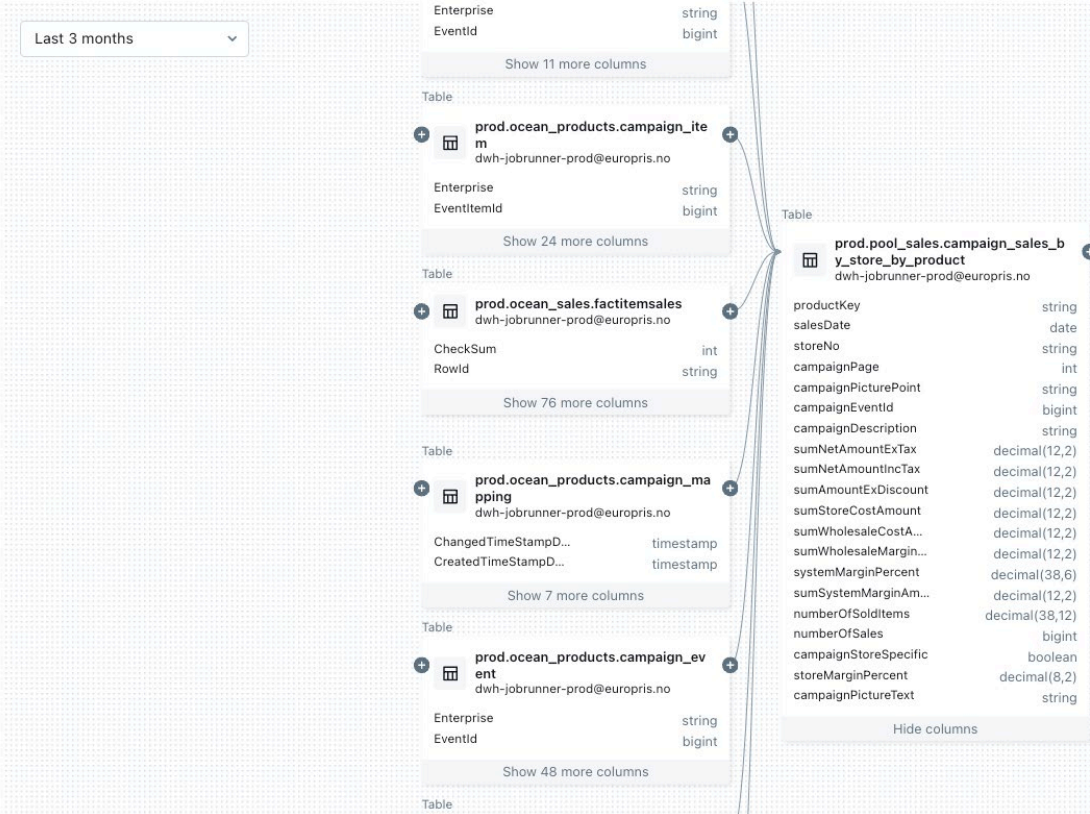 Last 3 months
Enterprise string
EventId bigint
Show 11 more columns
Table
prod.ocean_products.campaign_ite
m
dwh-jobrunner-prod@europris.no
Enterprise string
EventItemId bigint
Show 24 more columns
Table
prod.ocean_sales.factitemsales
dwh-jobrunner-prod@europris.no
CheckSum int
RowId string
Show 76 more columns
Table
prod.ocean_products.campaign_ma
pping
dwh-jobrunner-prod@europris.no
ChangedTimeStampD... timestamp
CreatedTimeStampD... timestamp
Show 7 more columns
Table
prod.ocean_products.campaign_ev
ent
dwh-jobrunner-prod@europris.no
Enterprise string
EventId bigint
Show 48 more columns
Table
Table
prod.pool_sales.campaign_sales_b
y_store_by_product
dwh-jobrunner-prod@europris.no
productKey string
salesDate date
storeNo string
campaignPage int
campaignPicturePoint string
campaignEventId bigint
campaignDescription string
sumNetAmountExTax decimal(12,2)
sumNetAmountIncTax decimal(12,2)
sumAmountExDiscount decimal(12,2)
sumStoreCostAmount decimal(12,2)
sumWholesaleCostA... decimal(12,2)
sumWholesaleMargin... decimal(12,2)
systemMarginPercent decimal(38,6)
sumSystemMarginAm... decimal(12,2)
numberOfSoldItems decimal(38,12)
numberOfSales bigint
campaignStoreSpecific boolean
storeMarginPercent decimal(8,2)
campaignPictureText string
Hide columns